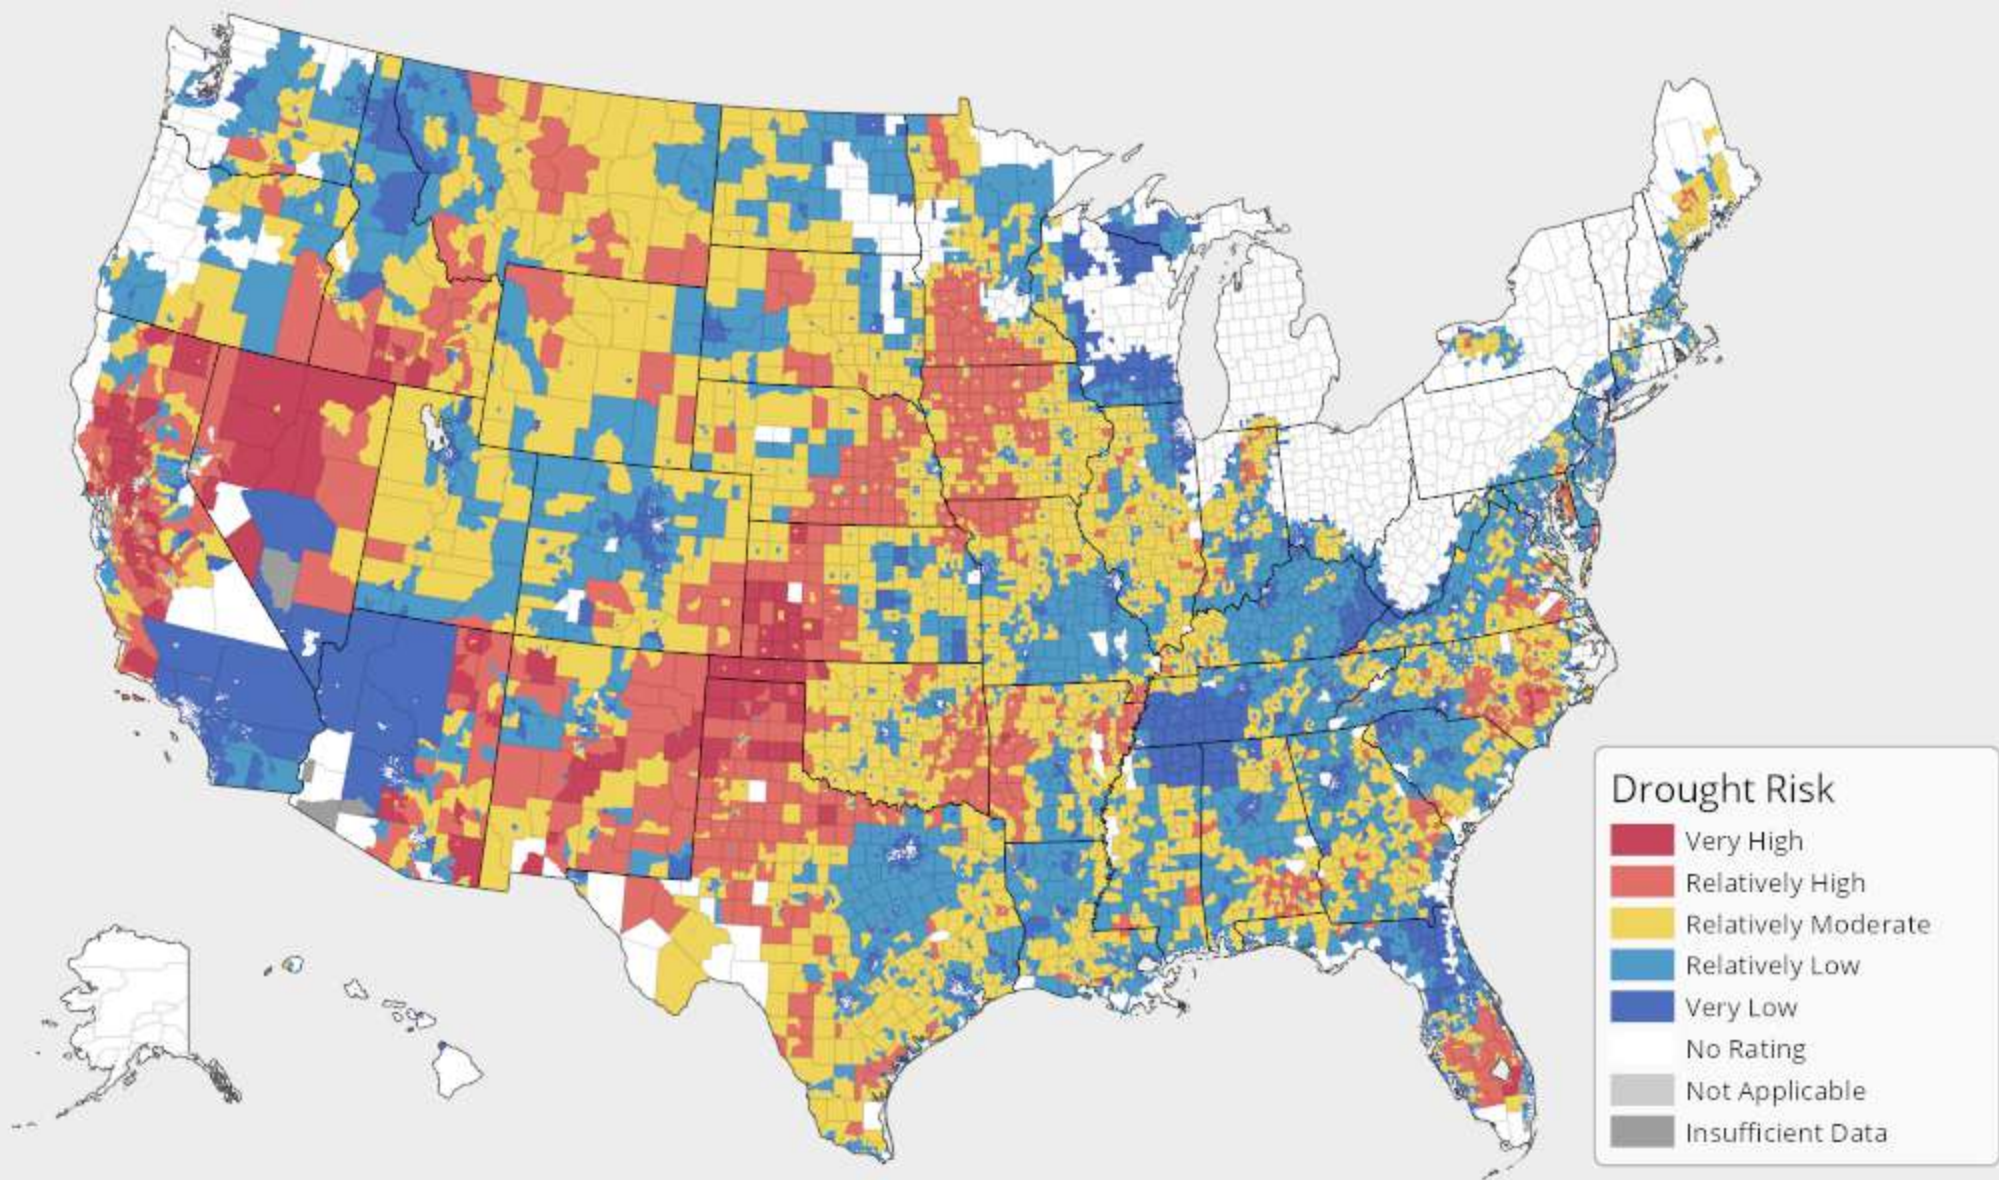 Drought Risk
Very High
Relatively High
Relatively Moderate
Relatively Low
Very Low
No Rating
Not Applicable
Insufficient Data